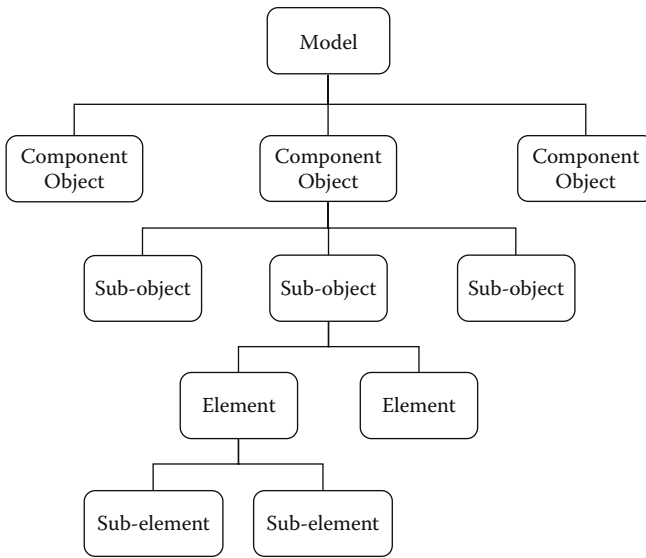 Model
Component
Object
Component
Object
Component
Object
Sub-object
Sub-object
Sub-object
Element
Element
Sub-element
Sub-element